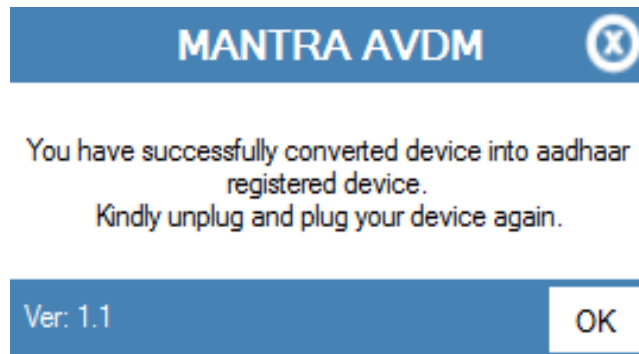 MANTRA AVDM
You have successfully converted device into aadhaar
registered device.
Kindly unplug and plug your device again.
Ver: 1.1
OK